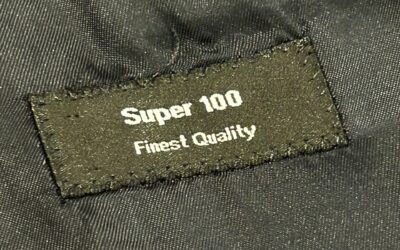 Super 100
Finest Quality